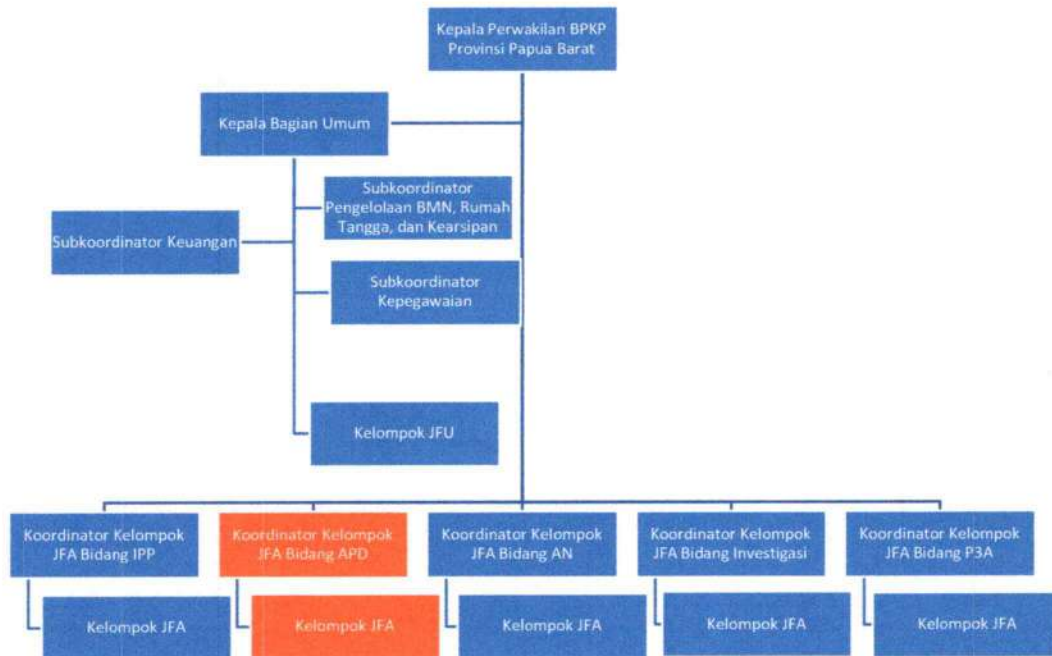 Kepala Perwakilan BPKP
Provinsi Papua Barat
Kepala Bagian Umum
Subkoordinator
Pengelolaan BMN, Rumah
Tangga, dan Kearsipan
Subkoordinator Keuangan
Subkoordinator
Kepegawaian
Kelompok JFU
Koordinator Kelompok
JFA Bidang IPP
Koordinator Kelompok
JFA Bidang APD
Koordinator Kelompok
JFA Bidang AN
Koordinator Kelompok
JFA Bidang Investigasi
Koordinator Kelompok
JFA Bidang P3A
Kelompok JFA
Kelompok JFA
Kelompok JFA
Kelompok JFA
Kelompok JFA